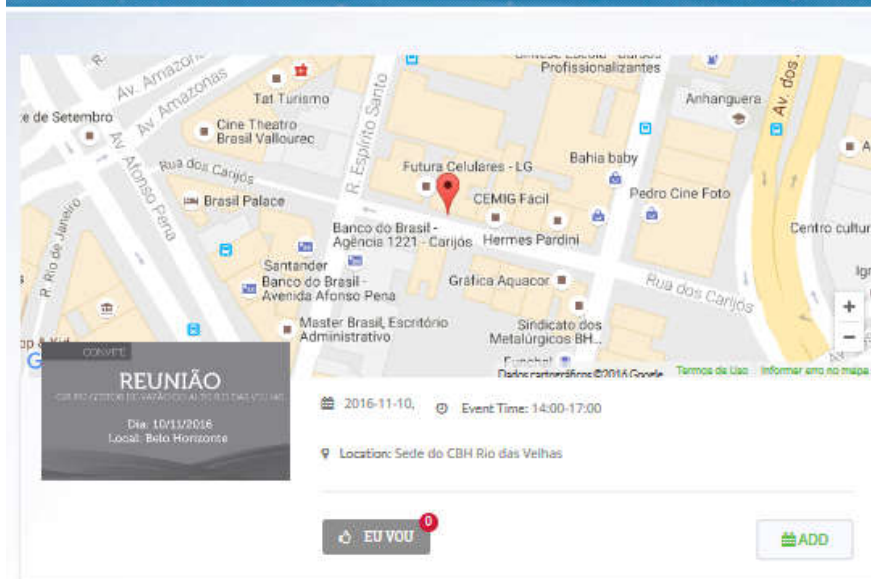 Av. Amazonas
Av. Amazonas
Tat Turismo
Profissionalizantes
Anhanguera
Av. dos
te de Setembro
Cine Theatro
Brasil Vallourec
R. Espírito Santo
Av. Afonso Pena
Rua dos Carijós
Futura Celulares - LG
Bahia baby
Brasil Palace
CEMIG Fácil
Pedro Cine Foto
R. Rio de Janeiro
Banco do Brasil -
Agência 1221 - Carijós
Hermes Pardini
Centro cultur
Santander
Banco do Brasil -
Avenida Afonso Pena
Gráfica Aquacor
Rua dos Carijós
Igr
+
Master Brasil, Escritório
Administrativo
Sindicato dos
Metalúrgicos BH...
−
Funchal
G
Dados cartográficos ©2016 Google
Termos de Uso
Informar erro no mapa
CONVITE
REUNIÃO
Dia: 10/11/2016
Local: Belo Horizonte
2016-11-10,
Event Time: 14:00-17:00
Location: Sede do CBH Rio das Velhas
EU VOU
0
ADD